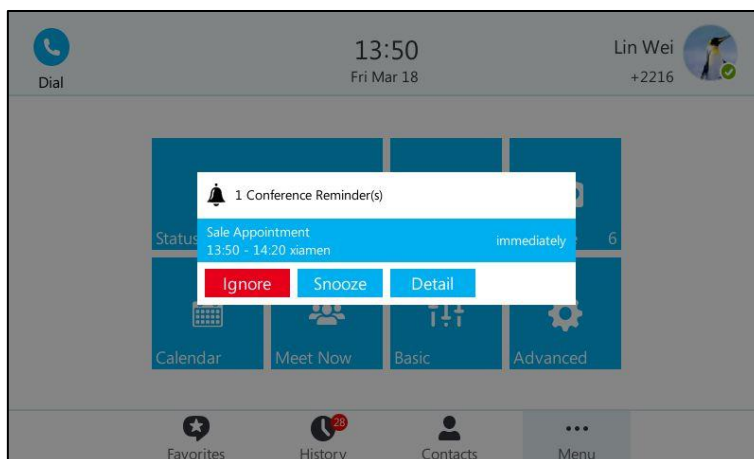 13:50
Lin Wei
Dial
Fri Mar 18
+2216
1 Conference Reminder(s)
Status
Sale Appointment
immediately
6
13:50 - 14:20 xiamen
Ignore
Snooze
Detail
Calendar
Meet Now
Basic
Advanced
28
Favorites
History
Contacts
Menu